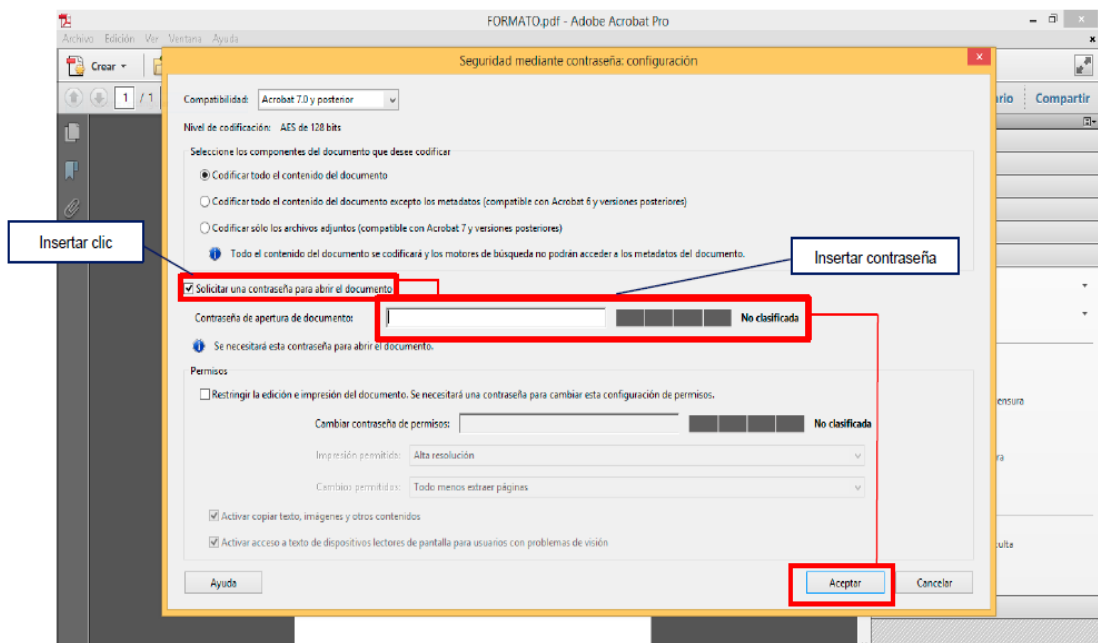 FORMATO.pdf - Adobe Acrobat Pro
Archivo Edición Ver Ventana Ayuda
Crear
Seguridad mediante contraseña: configuración
1 / 1
Compatibilidad: Acrobat 7.0 y posterior
Compartir
Nivel de codificación: AES de 128 bits
Seleccione los componentes del documento que desee codificar
Codificar todo el contenido del documento
Codificar todo el contenido del documento excepto los metadatos (compatible con Acrobat 6 y versiones posteriores)
Codificar sólo los archivos adjuntos (compatible con Acrobat 7 y versiones posteriores)
Insertar clic
Todo el contenido del documento se codificará y los motores de búsqueda no podrán acceder a los metadatos del documento.
Insertar contraseña
Solicitar una contraseña para abrir el documento
Contraseña de apertura de documento:
No clasificada
Se necesitará esta contraseña para abrir el documento.
Permisos
Restringir la edición e impresión del documento. Se necesitará una contraseña para cambiar esta configuración de permisos.
Cambiar contraseña de permisos:
No clasificada
Impresión permitida: Alta resolución
Cambios permitidos: Todo menos extraer páginas
Activar copiar texto, imágenes y otros contenidos
Activar acceso a texto de dispositivos lectores de pantalla para usuarios con problemas de visión
Ayuda
Aceptar
Cancelar